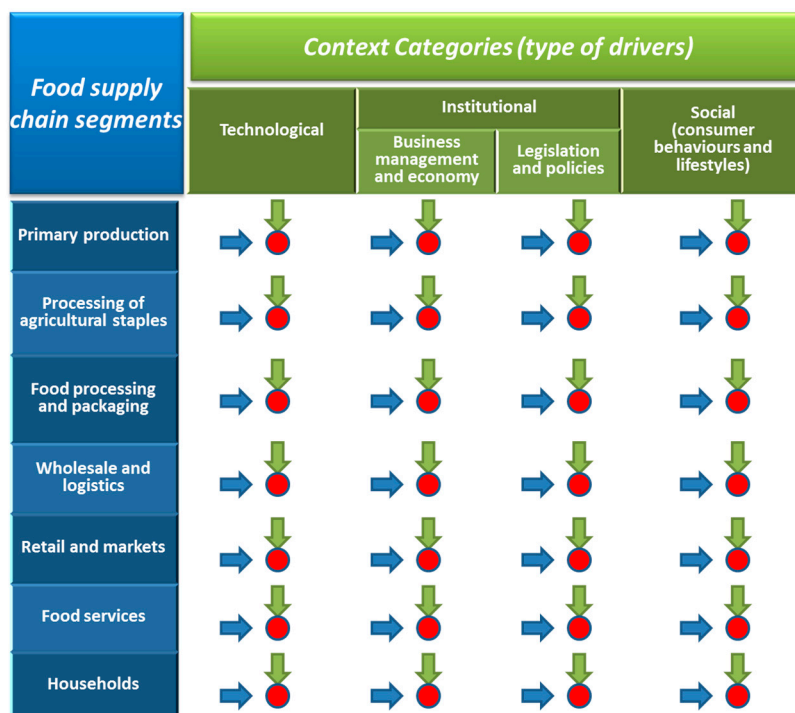 Food supply
chain segments
Context Categories (type of drivers)
Technological
Institutional
Business
management
and economy
Legislation
and policies
Social
(consumer
behaviours and
lifestyles)
Primary production
Processing of
agricultural staples
Food processing
and packaging
Wholesale and
logistics
Retail and markets
Food services
Households